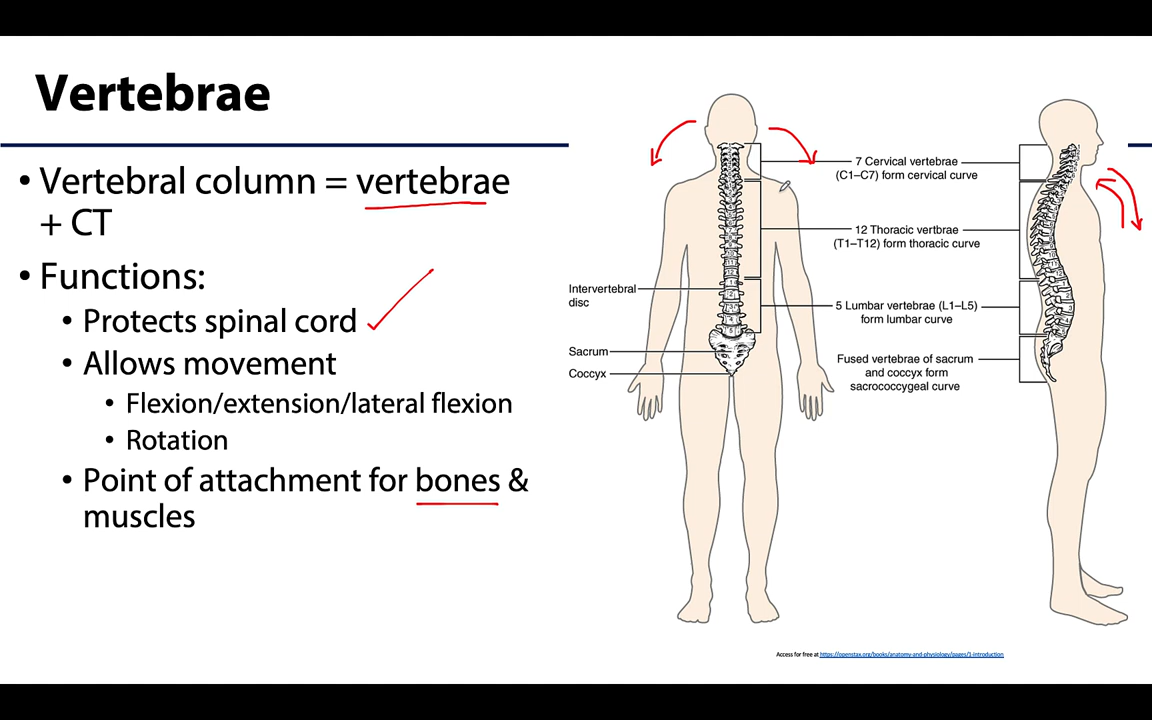 Vertebrae
• Vertebral column = vertebrae
+ CT
• Functions:
• Protects spinal cord
• Allows movement
• Flexion/extension/lateral flexion
• Rotation
• Point of attachment for bones &
muscles
7 Cervical vertebrae
(C1–C7) form cervical curve
12 Thoracic vertbrae
(T1–T12) form thoracic curve
Intervertebral
disc
5 Lumbar vertebrae (L1–L5)
form lumbar curve
Sacrum
Coccyx
Fused vertebrae of sacrum
and coccyx form
sacrococcygeal curve
Access for free at https://openstax.org/books/anatomy-and-physiology/pages/1-introduction